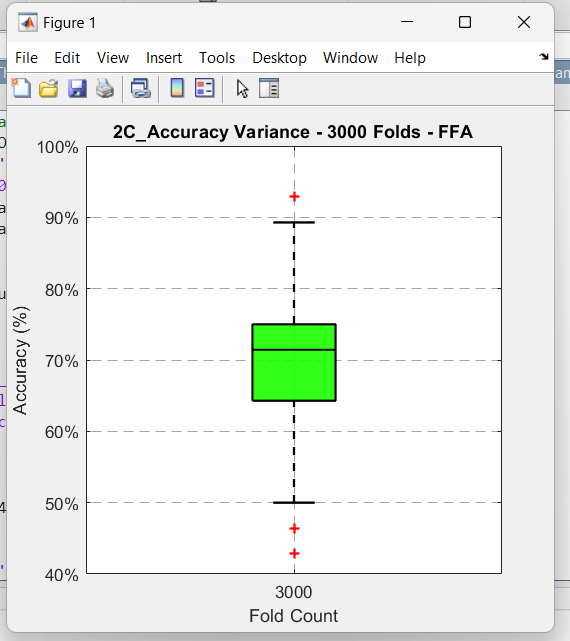 Figure 1
File Edit View Insert Tools Desktop Window Help
2C_Accuracy Variance - 3000 Folds - FFA
100%
90%
80%
70%
60%
50%
40%
Accuracy (%)
3000
Fold Count